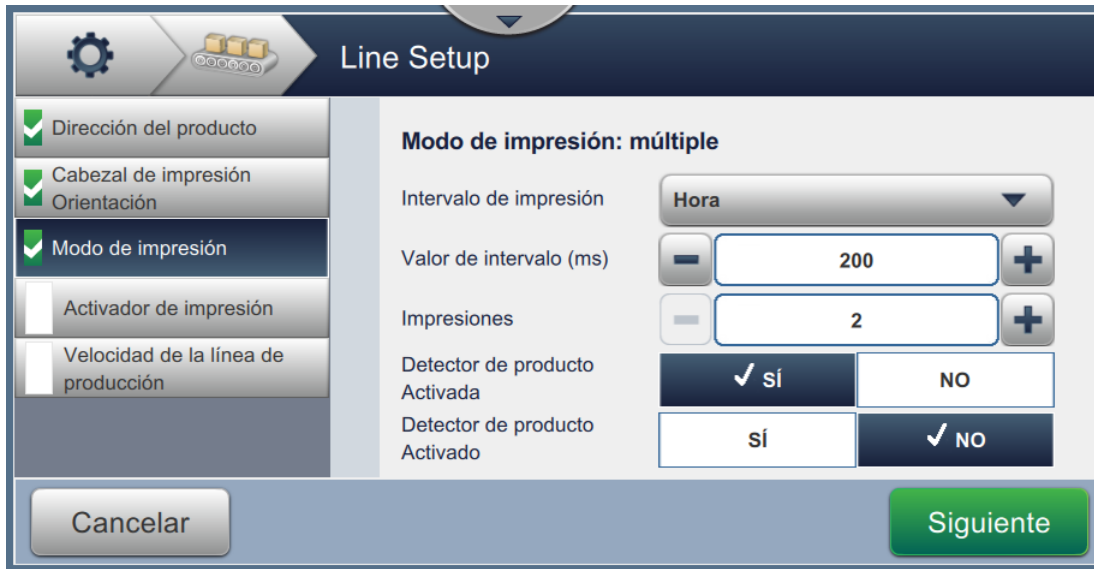 Line Setup
Dirección del producto
Cabezal de impresión
Orientación
Modo de impresión
Activador de impresión
Velocidad de la línea de
producción
Modo de impresión: múltiple
Intervalo de impresión
Hora
Valor de intervalo (ms)
200
Impresiones
2
Detector de producto
Activada
SÍ
NO
Detector de producto
Activado
SÍ
NO
Cancelar
Siguiente